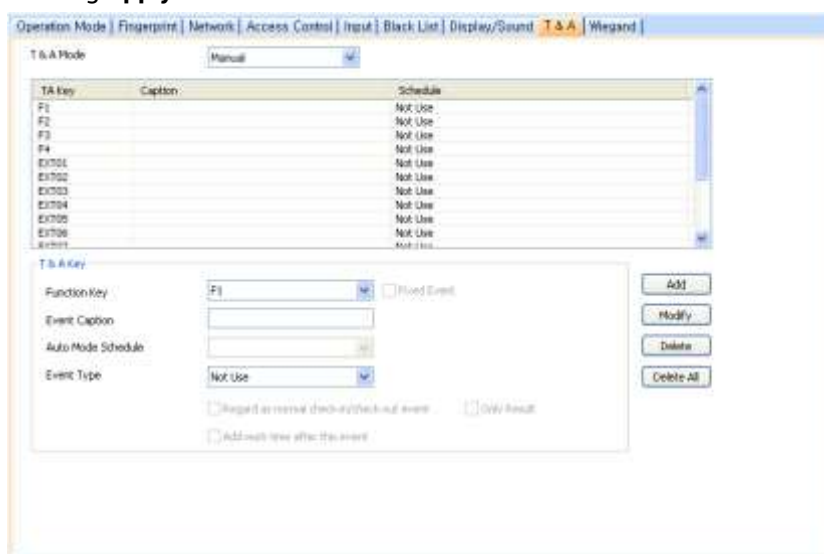 Operation Mode | Fingerprint | Network | Access Control | Input | Black List | Display/Sound | T & A | Wiegand |
T & A Mode Manual
TA Key Caption Schedule
F1 Not Use
F2 Not Use
F3 Not Use
F4 Not Use
EXT01 Not Use
EXT02 Not Use
EXT03 Not Use
EXT04 Not Use
EXT05 Not Use
EXT06 Not Use
T & A Key
Function Key F1 Fixed Event
Event Caption
Auto Mode Schedule
Event Type Not Use
Regard as normal check-in/check-out event Only Result
Add work time after this event
Add
Modify
Delete
Delete All